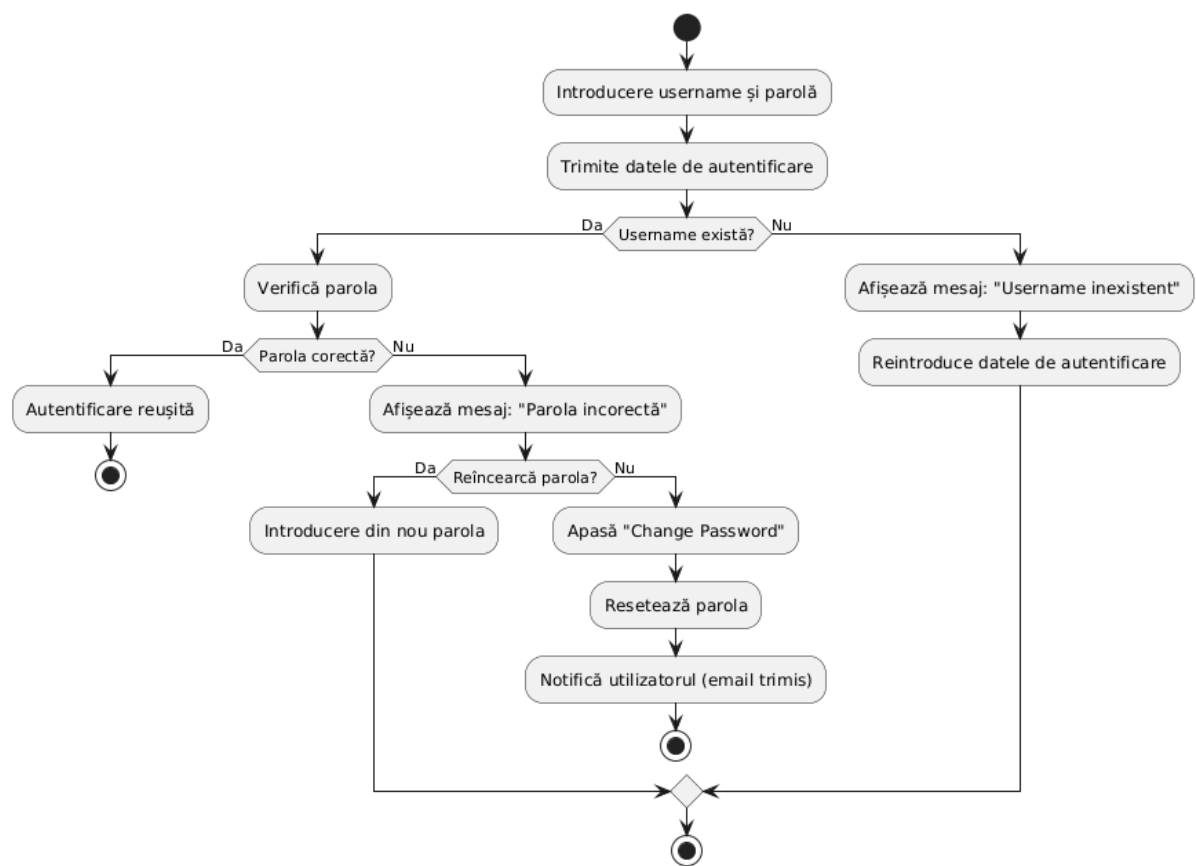 Introducere username și parolă
Trimite datele de autentificare
Da
Username există?
Nu
Verifică parola
Afișează mesaj: "Username inexistent"
Da
Parola corectă?
Nu
Reintroduce datele de autentificare
Autentificare reușită
Afișează mesaj: "Parola incorectă"
Da
Reîncearcă parola?
Nu
Introducere din nou parola
Apasă "Change Password"
Resetează parola
Notifică utilizatorul (email trimis)